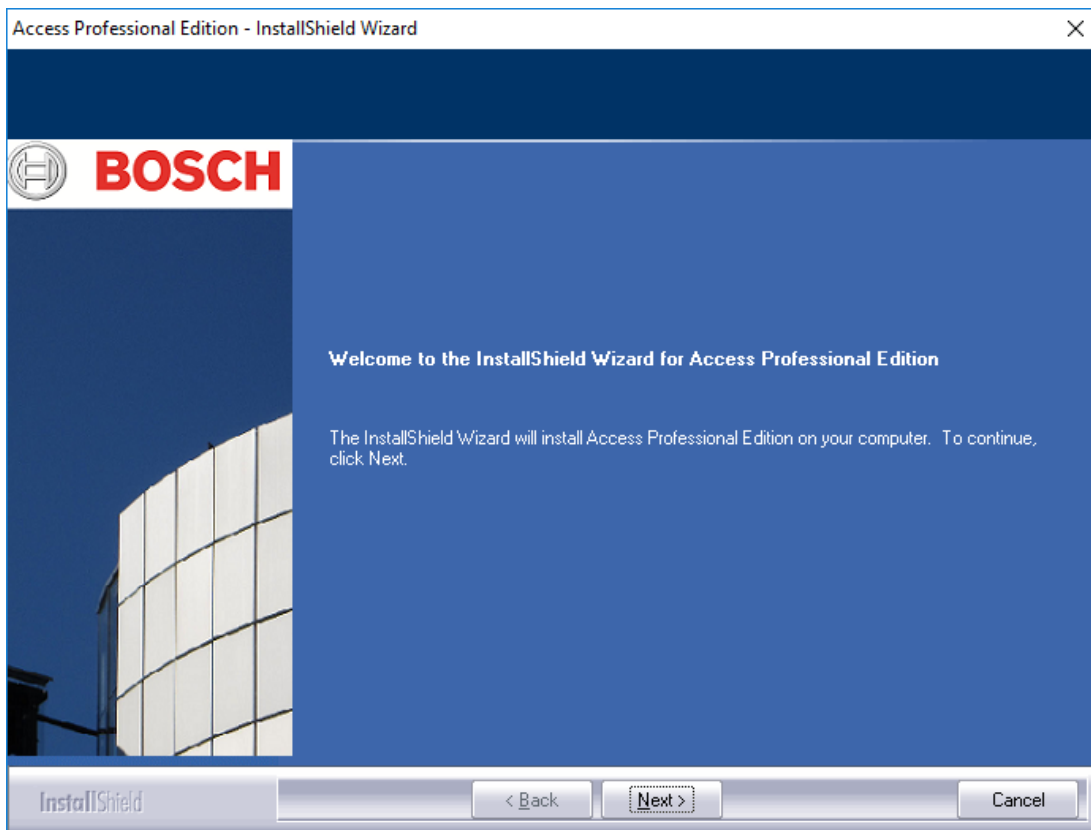 Access Professional Edition - InstallShield Wizard
BOSCH
Welcome to the InstallShield Wizard for Access Professional Edition
The InstallShield Wizard will install Access Professional Edition on your computer.  To continue,
click Next.
InstallShield
< Back
Next >
Cancel